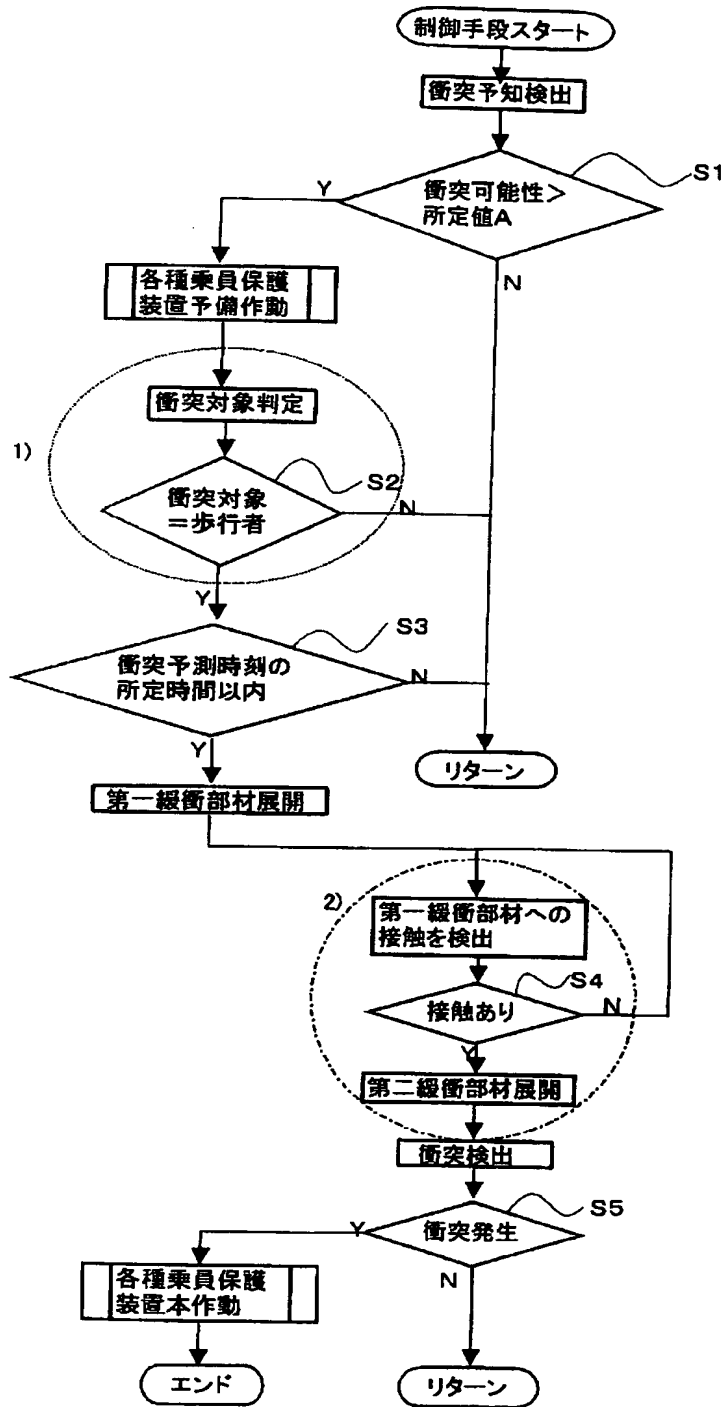 制御手段スタート
衝突予知検出
S1
衝突可能性>
所定値A
Y
N
各種乗員保護
装置予備作動
1)
衝突対象判定
S2
衝突対象
=歩行者
N
Y
S3
衝突予測時刻の
所定時間以内
N
Y
リターン
第一緩衝部材展開
2)
第一緩衝部材への
接触を検出
S4
接触あり
N
Y
第二緩衝部材展開
衝突検出
S5
衝突発生
Y
N
各種乗員保護
装置本作動
エンド
リターン